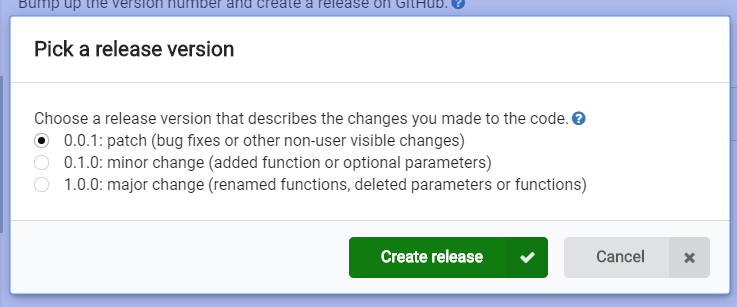 Bump up the version number and create a release on GitHub. ?
Pick a release version
Choose a release version that describes the changes you made to the code. ?
0.0.1: patch (bug fixes or other non-user visible changes)
0.1.0: minor change (added function or optional parameters)
1.0.0: major change (renamed functions, deleted parameters or functions)
Create release
Cancel